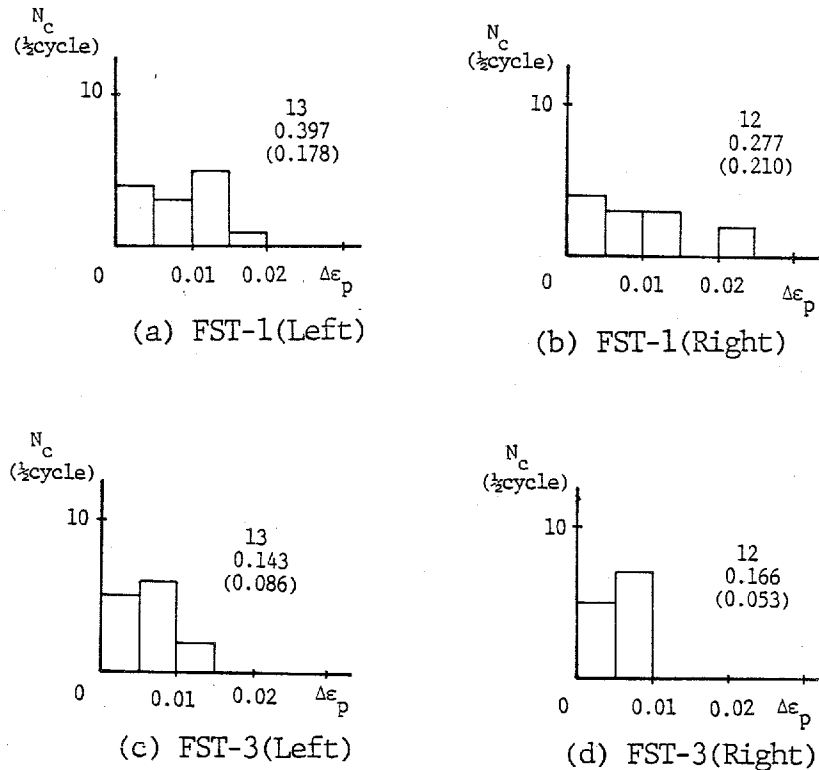 N_c
(½cycle)
10
13
0.397
(0.178)
0 0.01 0.02 Δε_p
(a) FST-1(Left)
N_c
(½cycle)
10
12
0.277
(0.210)
0 0.01 0.02 Δε_p
(b) FST-1(Right)
N_c
(½cycle)
10
13
0.143
(0.086)
0 0.01 0.02 Δε_p
(c) FST-3(Left)
N_c
(½cycle)
10
12
0.166
(0.053)
0 0.01 0.02 Δε_p
(d) FST-3(Right)